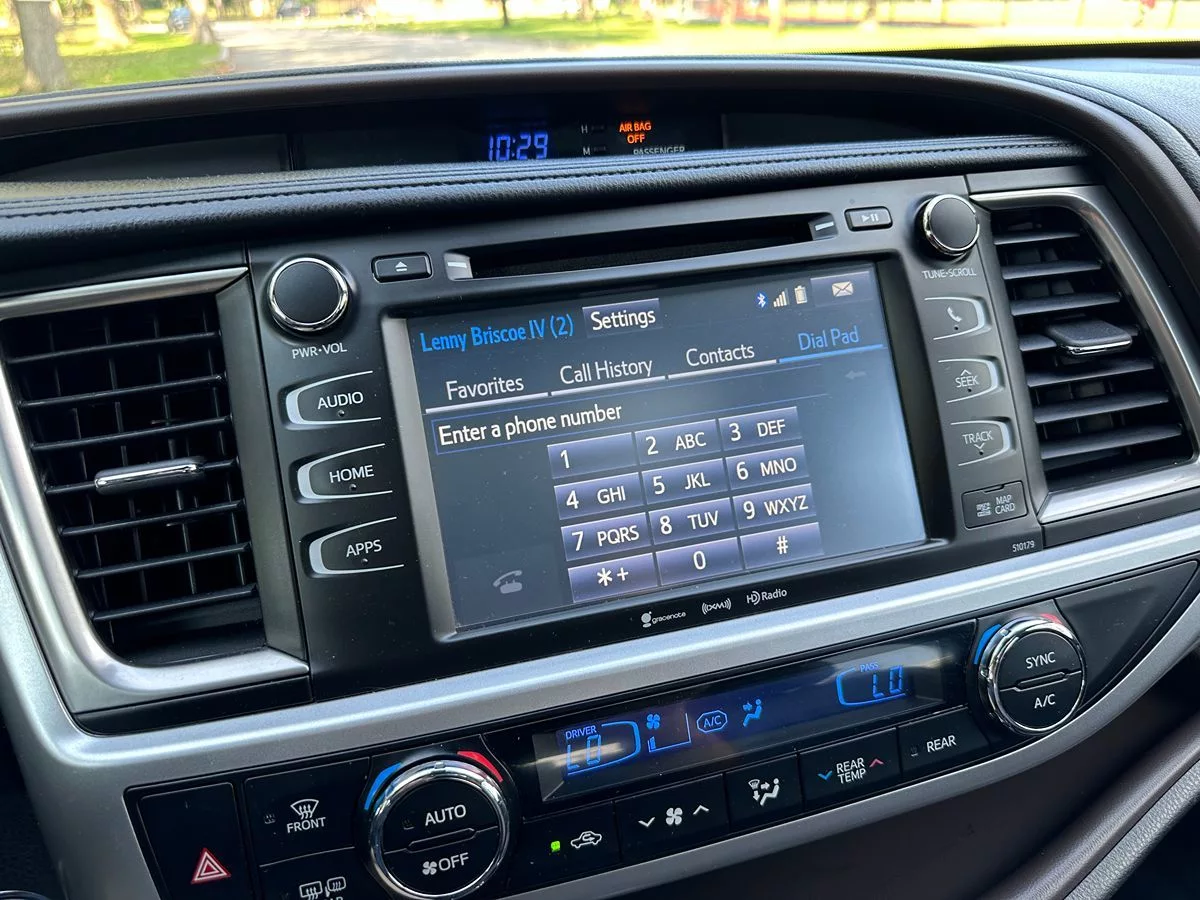 10:29
H
M
AIR BAG
OFF
PASSENGER
PWR•VOL
TUNE•SCROLL
AUDIO
HOME
APPS
SEEK
TRACK
MAP
CARD
510179
Lenny Briscoe IV (2)
Settings
Favorites
Call History
Contacts
Dial Pad
Enter a phone number
1
2 ABC
3 DEF
4 GHI
5 JKL
6 MNO
7 PQRS
8 TUV
9 WXYZ
*+
0
#
gracenote
((XM))
HD Radio
DRIVER
LO
A/C
PASS
LO
SYNC
A/C
FRONT
AUTO
OFF
REAR
TEMP
REAR